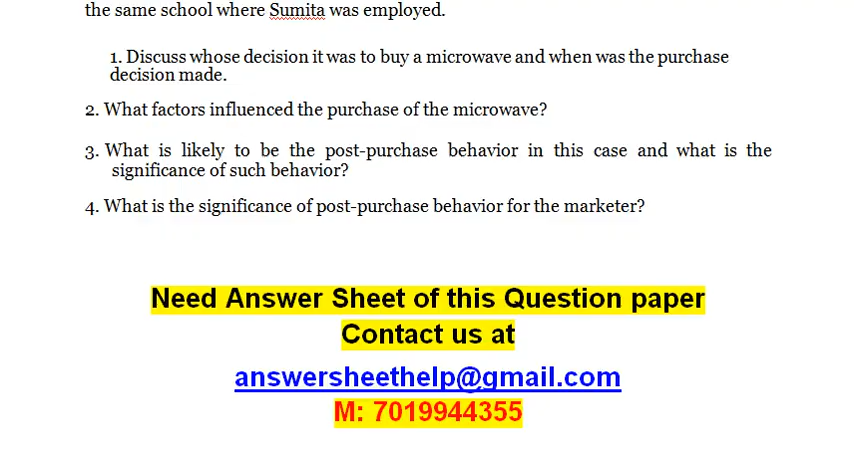 the same school where Sumita was employed.
1. Discuss whose decision it was to buy a microwave and when was the purchase
decision made.
2. What factors influenced the purchase of the microwave?
3. What is likely to be the post-purchase behavior in this case and what is the
significance of such behavior?
4. What is the significance of post-purchase behavior for the marketer?
Need Answer Sheet of this Question paper
Contact us at
answersheethelp@gmail.com
M: 7019944355